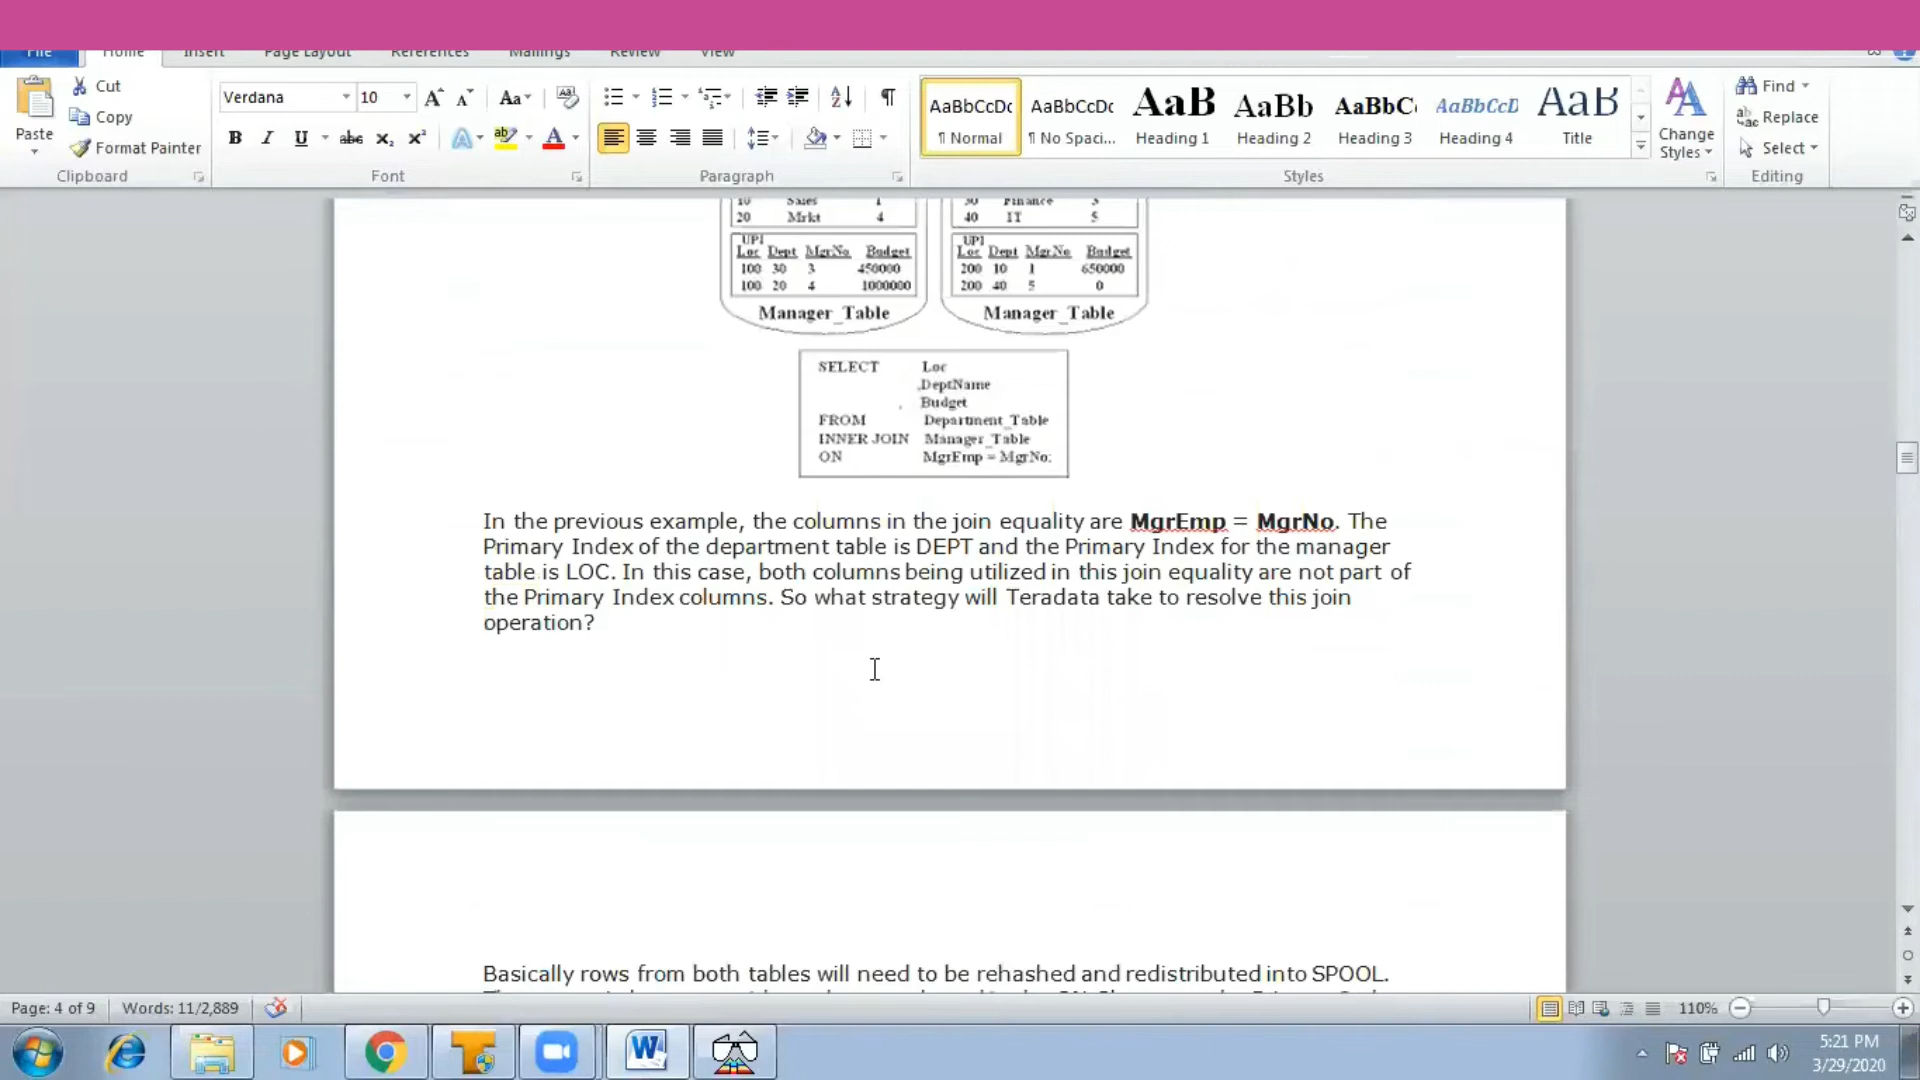 File Home Insert Page Layout References Mailings Review View
Cut
Copy
Paste
Format Painter
Clipboard
Verdana 10
Font
Paragraph
AaBbCcDc AaBbCcDc AaB AaBb AaBbC AaBbCcD AaB
¶ Normal ¶ No Spaci... Heading 1 Heading 2 Heading 3 Heading 4 Title
Change Styles
Styles
Find
Replace
Select
Editing
10 Sales 1
20 Mrkt 4
30 Finance 3
40 IT 5
UPI
Loc Dept MgrNo Budget
100 30 3 450000
100 20 4 1000000
Manager_Table
UPI
Loc Dept MgrNo Budget
200 10 1 650000
200 40 5 0
Manager_Table
SELECT Loc
,DeptName
, Budget
FROM Department_Table
INNER JOIN Manager_Table
ON MgrEmp = MgrNo;
In the previous example, the columns in the join equality are MgrEmp = MgrNo. The
Primary Index of the department table is DEPT and the Primary Index for the manager
table is LOC. In this case, both columns being utilized in this join equality are not part of
the Primary Index columns. So what strategy will Teradata take to resolve this join
operation?
Basically rows from both tables will need to be rehashed and redistributed into SPOOL.
Page: 4 of 9 Words: 11/2,889 110%
5:21 PM
3/29/2020